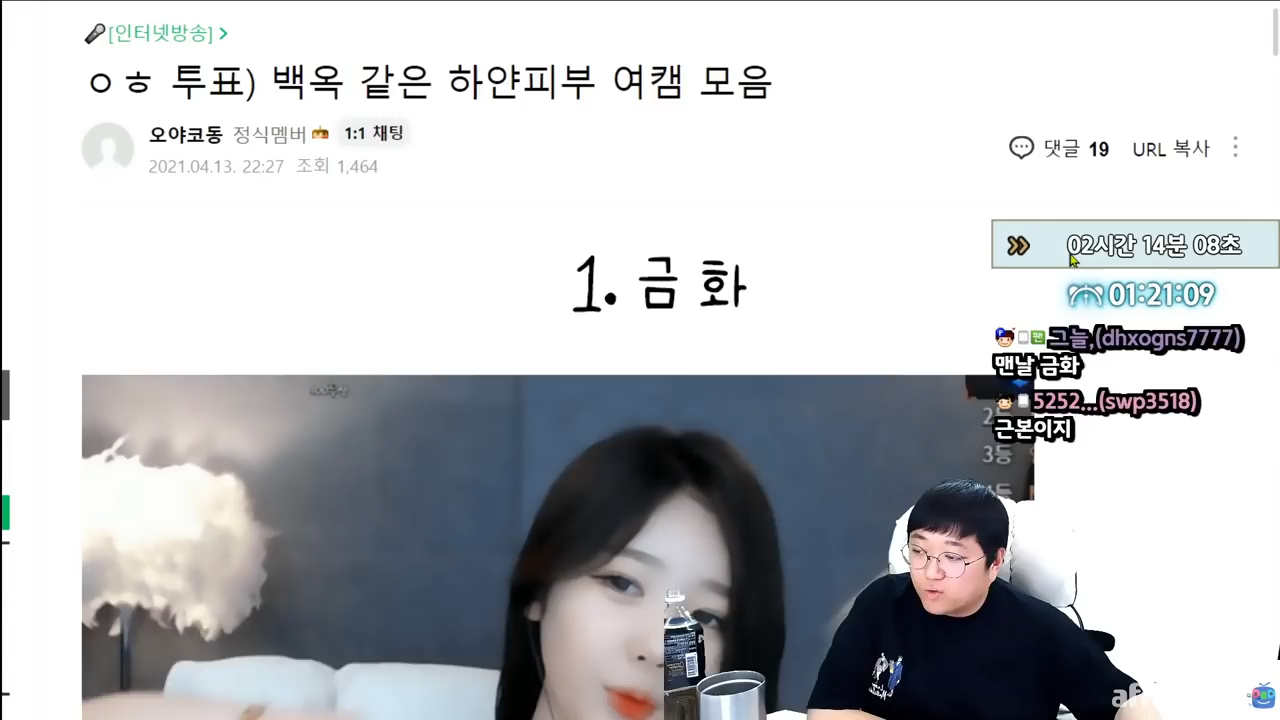 [인터넷방송] >
ㅇㅎ 투표) 백옥 같은 하얀피부 여캠 모음
오야코동 정식멤버 1:1 채팅
2021.04.13. 22:27 조회 1,464
댓글 19 URL 복사
1. 금화
02시간 14분 08초
01:21:09
팬 그늘,(dhxogns7777)
맨날 금화
5252...(swp3518)
근본이지
3등